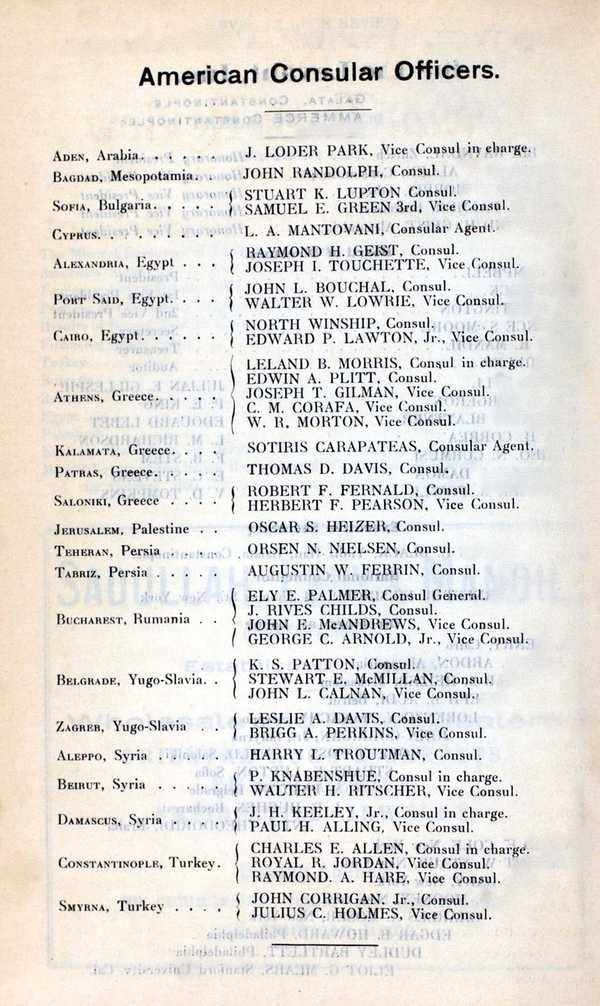 American Consular Officers.
ADEN, Arabia. . . . . . J. LODER PARK, Vice Consul in charge.
BAGDAD, Mesopotamia. . JOHN RANDOLPH, Consul.
SOFIA, Bulgaria. . . . . STUART K. LUPTON Consul.
SAMUEL E. GREEN 3rd, Vice Consul.
CYPRUS. . . . . . . . L. A. MANTOVANI, Consular Agent.
ALEXANDRIA, Egypt . . . RAYMOND H. GEIST, Consul.
JOSEPH I. TOUCHETTE, Vice Consul.
PORT SAID, Egypt. . . . JOHN L. BOUCHAL, Consul.
WALTER W. LOWRIE, Vice Consul.
CAIRO, Egypt. . . . . . NORTH WINSHIP, Consul.
EDWARD P. LAWTON, Jr., Vice Consul.
ATHENS, Greece. . . . . LELAND B. MORRIS, Consul in charge.
EDWIN A. PLITT, Consul.
JOSEPH T. GILMAN, Vice Consul.
C. M. CORAFA, Vice Consul.
W. R. MORTON, Vice Consul.
KALAMATA, Greece. . . . SOTIRIS CARAPATEAS, Consular Agent.
PATRAS, Greece. . . . . THOMAS D. DAVIS, Consul.
SALONIKI, Greece . . . . ROBERT F. FERNALD, Consul.
HERBERT F. PEARSON, Vice Consul.
JERUSALEM, Palestine . . OSCAR S. HEIZER, Consul.
TEHERAN, Persia . . . . . ORSEN N. NIELSEN, Consul.
TABRIZ, Persia . . . . . AUGUSTIN W. FERRIN, Consul.
BUCHAREST, Rumania . . ELY E. PALMER, Consul General.
J. RIVES CHILDS, Consul.
JOHN E. McANDREWS, Vice Consul.
GEORGE C. ARNOLD, Jr., Vice Consul.
BELGRADE, Yugo-Slavia. . K. S. PATTON, Consul.
STEWART E. McMILLAN, Consul.
JOHN L. CALNAN, Vice Consul.
ZAGREB, Yugo-Slavia . . LESLIE A. DAVIS, Consul.
BRIGG A. PERKINS, Vice Consul.
ALEPPO, Syria . . . . . . HARRY L. TROUTMAN, Consul.
BEIRUT, Syria . . . . . P. KNABENSHUE, Consul in charge.
WALTER H. RITSCHER, Vice Consul.
DAMASCUS, Syria . . . . J. H. KEELEY, Jr., Consul in charge.
PAUL H. ALLING, Vice Consul.
CONSTANTINOPLE, Turkey. CHARLES E. ALLEN, Consul in charge.
ROYAL R. JORDAN, Vice Consul.
RAYMOND. A. HARE, Vice Consul.
SMYRNA, Turkey . . . . JOHN CORRIGAN, Jr., Consul.
JULIUS C. HOLMES, Vice Consul.